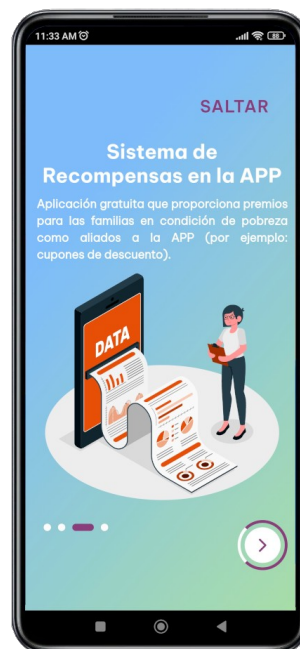 11:33 AM
88
SALTAR
Sistema de
Recompensas en la APP
Aplicación gratuita que proporciona premios
para las familias en condición de pobreza
como aliados a la APP (por ejemplo:
cupones de descuento).
DATA